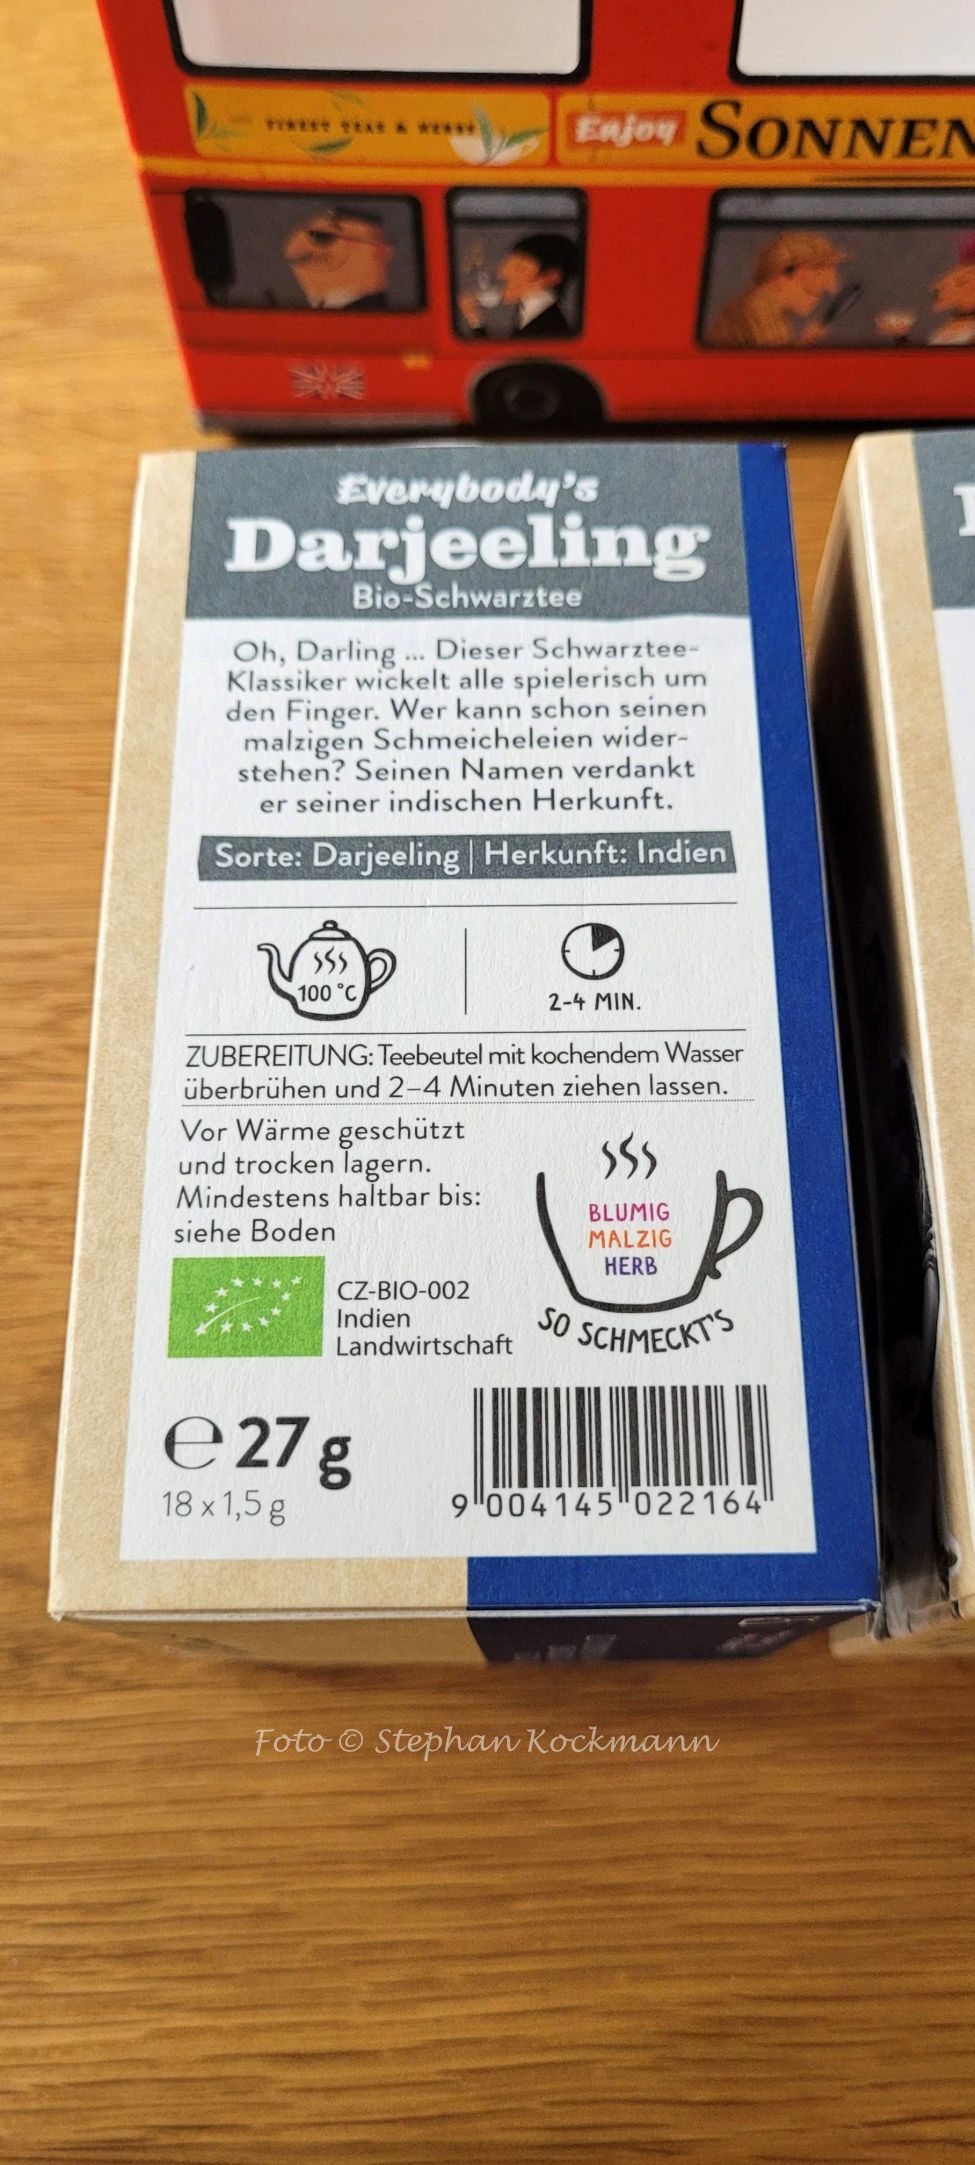 FINEST TEAS & HERBS
Enjoy SONNEN
Everybody's
Darjeeling
Bio-Schwarztee
Oh, Darling ... Dieser Schwarztee-
Klassiker wickelt alle spielerisch um
den Finger. Wer kann schon seinen
malzigen Schmeicheleien wider-
stehen? Seinen Namen verdankt
er seiner indischen Herkunft.
Sorte: Darjeeling | Herkunft: Indien
100 °C
2-4 MIN.
ZUBEREITUNG: Teebeutel mit kochendem Wasser
überbrühen und 2–4 Minuten ziehen lassen.
Vor Wärme geschützt
und trocken lagern.
Mindestens haltbar bis:
siehe Boden
BLUMIG
MALZIG
HERB
SO SCHMECKT'S
CZ-BIO-002
Indien
Landwirtschaft
℮ 27 g
18 x 1,5 g
9 004145 022164
Foto © Stephan Kockmann